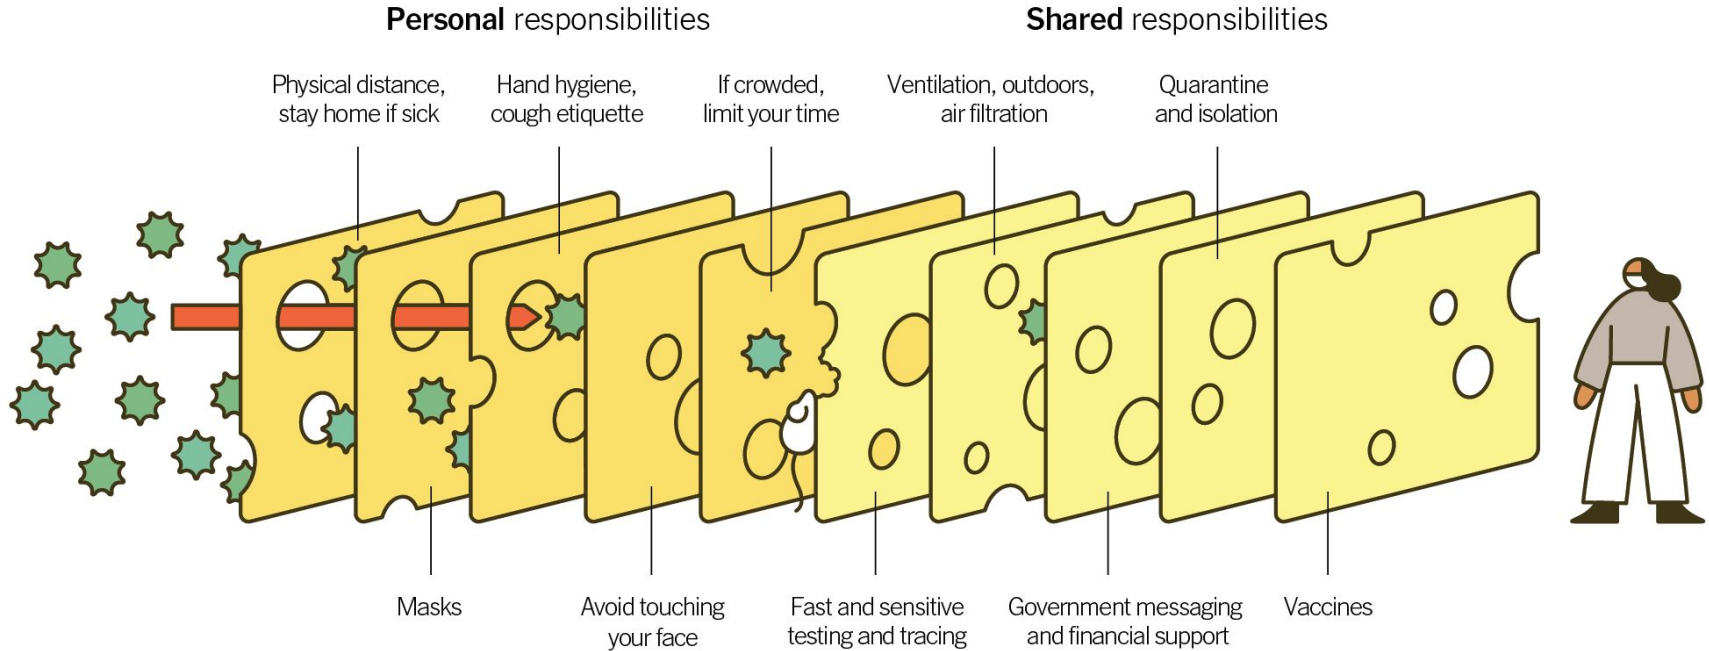 Personal responsibilities
Shared responsibilities
Physical distance,
stay home if sick
Hand hygiene,
cough etiquette
If crowded,
limit your time
Ventilation, outdoors,
air filtration
Quarantine
and isolation
Masks
Avoid touching
your face
Fast and sensitive
testing and tracing
Government messaging
and financial support
Vaccines